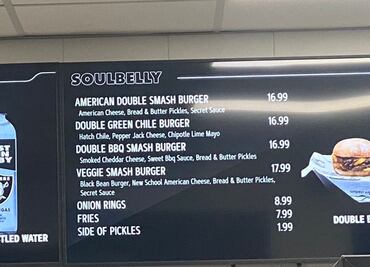 SOULBELLY
AMERICAN DOUBLE SMASH BURGER 16.99
American Cheese, Bread & Butter Pickles, Secret Sauce
DOUBLE GREEN CHILE BURGER 16.99
Hatch Chile, Pepper Jack Cheese, Chipotle Lime Mayo
DOUBLE BBQ SMASH BURGER 16.99
Smoked Cheddar Cheese, Sweet Bbq Sauce, Bread & Butter Pickles
VEGGIE SMASH BURGER 17.99
Black Bean Burger, New School American Cheese, Bread & Butter Pickles,
Secret Sauce
ONION RINGS 8.99
FRIES 7.99
SIDE OF PICKLES 1.99
TLED WATER
DOUBLE